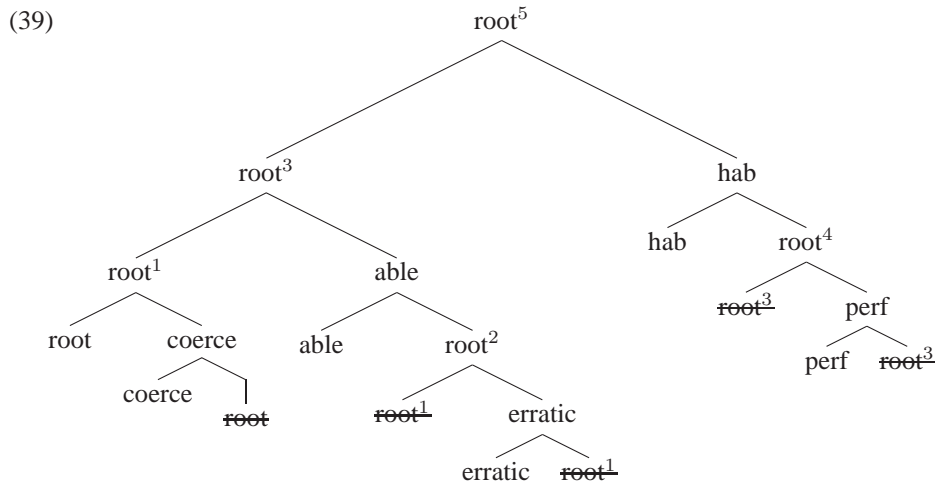 (39) root⁵
root³ hab
hab root⁴
root¹ able root³ perf
root coerce able root² perf root³
coerce root root¹ erratic
erratic root¹